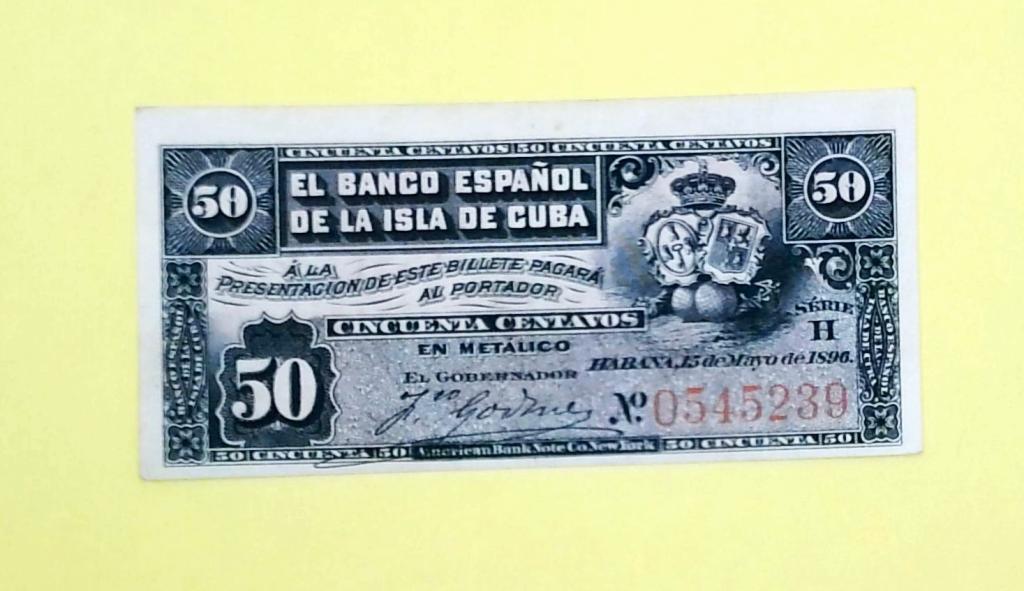 CINCUENTA CENTAVOS 50 CINCUENTA CENTAVOS
50
EL BANCO ESPAÑOL
DE LA ISLA DE CUBA
50
Á LA
PRESENTACION DE ESTE BILLETE PAGARÁ
AL PORTADOR
CINCUENTA CENTAVOS
EN METÁLICO
SÉRIE
H
HABANA, 15 de Mayo de 1896.
50
EL GOBERNADOR
No. 0545239
50 CINCUENTA 50 American Bank Note Co. New York 50 CINCUENTA 50